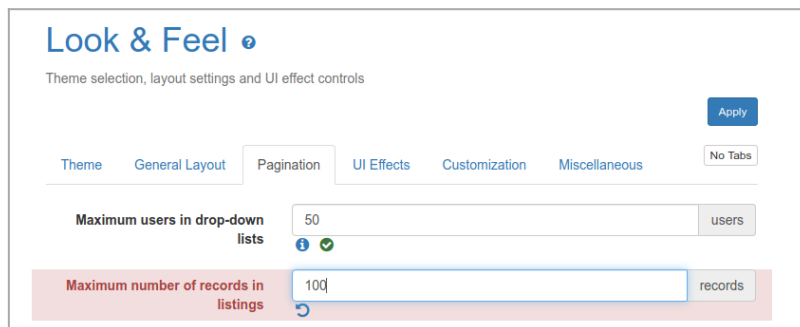 Look & Feel
Theme selection, layout settings and UI effect controls
Apply
Theme General Layout Pagination UI Effects Customization Miscellaneous No Tabs
Maximum users in drop-down 50 users
lists
Maximum number of records in 100 records
listings